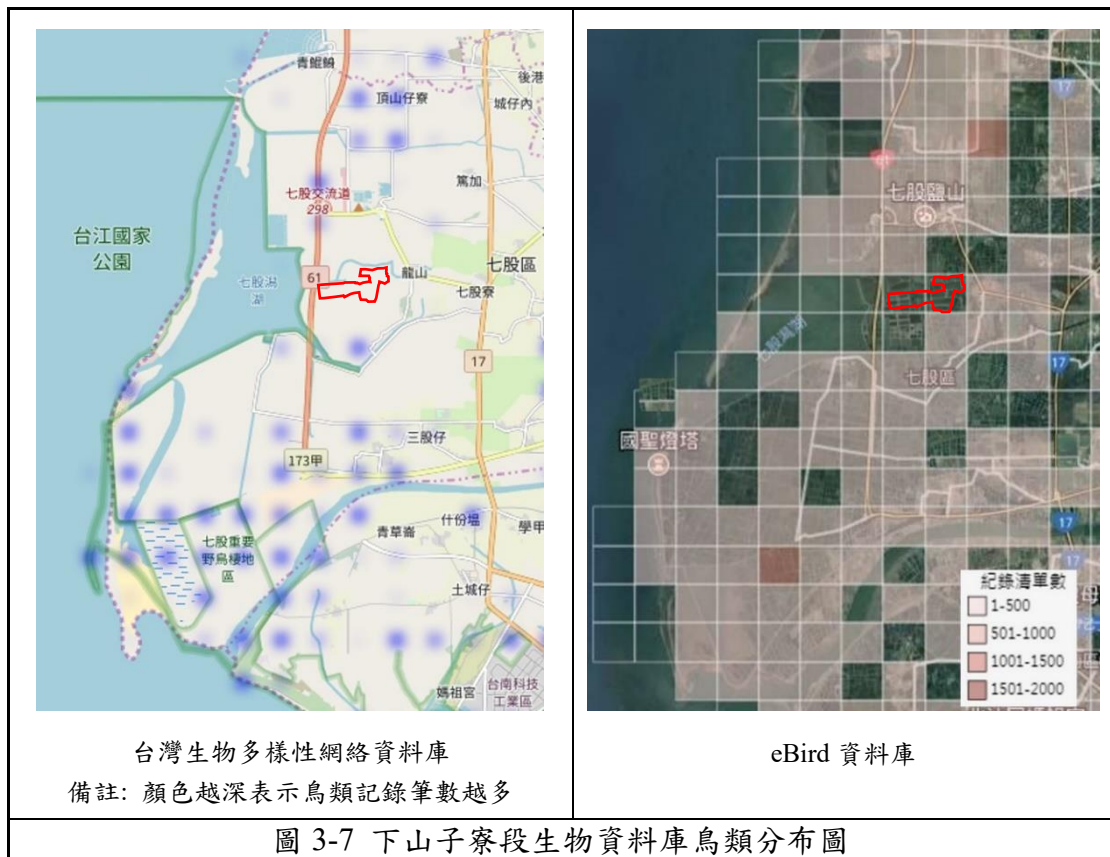 青鯤鯓
後港
頂山仔寮
城仔內
篤加
七股交流道
298
台江國家
公園
七股潟
湖
61
龍山
七股區
七股寮
17
三股仔
173甲
什份塭
學甲
青草崙
七股重要
野鳥棲地
區
土城仔
媽祖宮
台南科技
工業區
17
61
七股鹽山
七股潟湖
七股區
17
國聖燈塔
17
紀錄清單數
1-500
501-1000
1001-1500
1501-2000
台灣生物多樣性網絡資料庫
備註: 顏色越深表示鳥類記錄筆數越多
eBird 資料庫
圖 3-7 下山子寮段生物資料庫鳥類分布圖